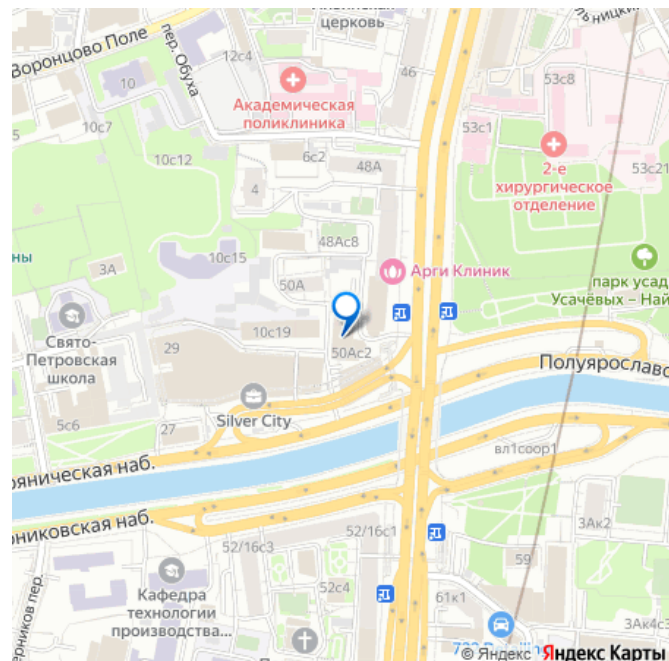 церковь
Воронцово Поле
пер. Обуха
12с4
46
53с8
10
Академическая
поликлиника
53с1
10с7
10с12
6с2
48А
2-е
хирургическое
отделение
53с21
4
48Ас8
3А
10с15
Арги Клиник
50А
парк усад
Усачёвых – Най
Свято-
Петровская
школа
29
10с19
50Ас2
Полуярославс
Silver City
5с6
27
вл1соор1
яническая наб.
рниковская наб.
52/16с3
52/16с1
3Ак2
59
Кафедра
технологии
производства...
52с4
61к1
3Ак4с3
© Яндекс Яндекс Карты